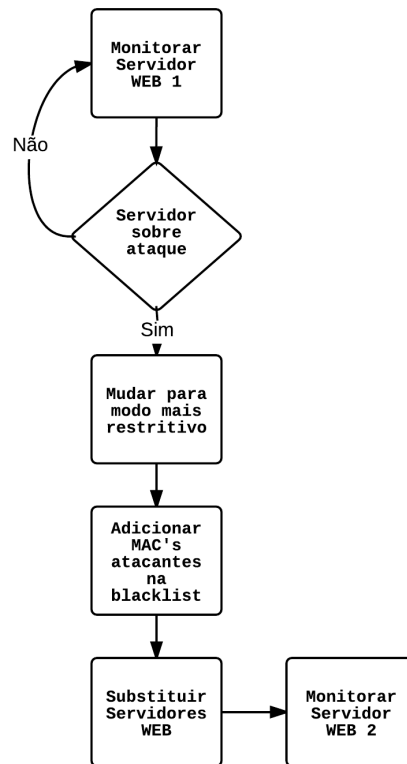 Monitorar
Servidor
WEB 1
Não
Servidor
sobre
ataque
Sim
Mudar para
modo mais
restritivo
Adicionar
MAC's
atacantes
na
blacklist
Substituir
Servidores
WEB
Monitorar
Servidor
WEB 2